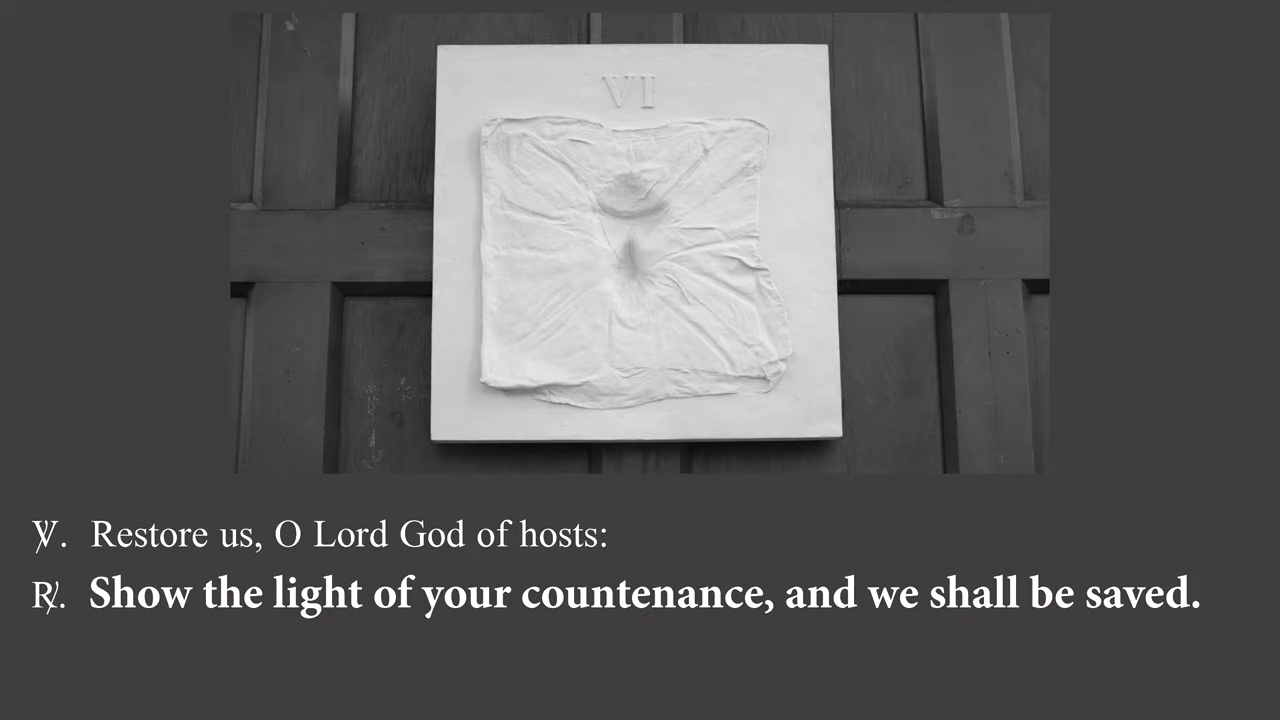 VI
℣. Restore us, O Lord God of hosts:
℟. Show the light of your countenance, and we shall be saved.